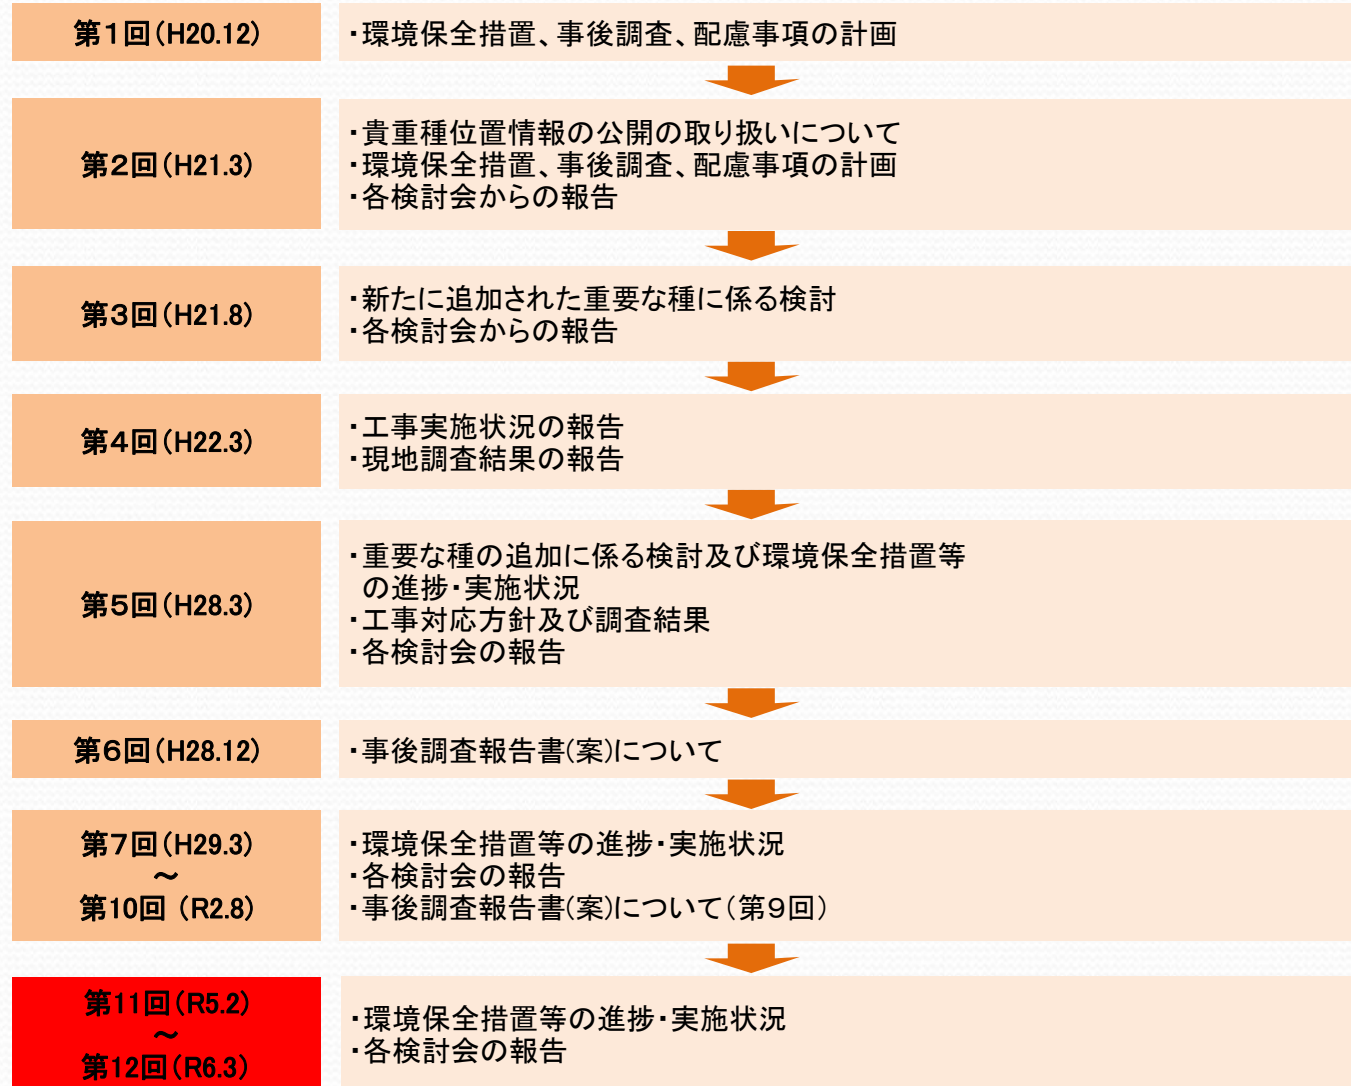 第1回(H20.12)
・環境保全措置、事後調査、配慮事項の計画
第2回(H21.3)
・貴重種位置情報の公開の取り扱いについて
・環境保全措置、事後調査、配慮事項の計画
・各検討会からの報告
第3回(H21.8)
・新たに追加された重要な種に係る検討
・各検討会からの報告
第4回(H22.3)
・工事実施状況の報告
・現地調査結果の報告
第5回(H28.3)
・重要な種の追加に係る検討及び環境保全措置等
の進捗・実施状況
・工事対応方針及び調査結果
・各検討会の報告
第6回(H28.12)
・事後調査報告書(案)について
第7回(H29.3)
～
第10回 (R2.8)
・環境保全措置等の進捗・実施状況
・各検討会の報告
・事後調査報告書(案)について(第9回)
第11回(R5.2)
～
第12回(R6.3)
・環境保全措置等の進捗・実施状況
・各検討会の報告